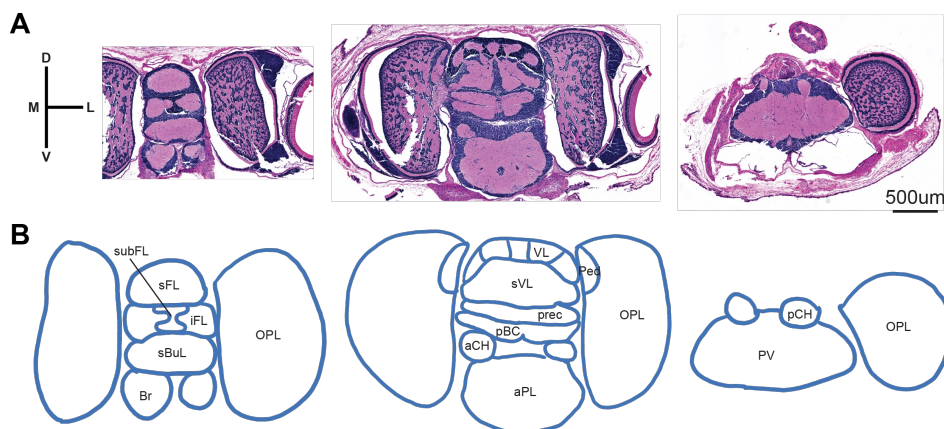 A
D
M L
V
500um
B
subFL
sFL
iFL
sBuL
Br
OPL
VL
Ped
sVL
prec
pBC
aCH
aPL
OPL
pCH
PV
OPL